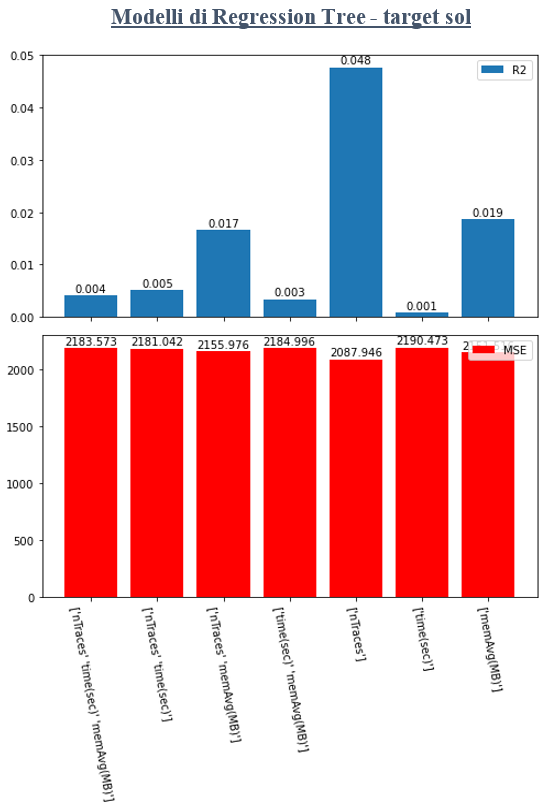 Modelli di Regression Tree - target sol
0.05
0.04
0.03
0.02
0.01
0.00
R2
0.004
0.005
0.017
0.003
0.048
0.001
0.019
2000
1500
1000
500
0
MSE
2183.573
2181.042
2155.976
2184.996
2087.946
2190.473
['nTraces' 'time(sec)' 'memAvg(MB)']
['nTraces' 'time(sec)']
['nTraces' 'memAvg(MB)']
['time(sec)' 'memAvg(MB)']
['nTraces']
['time(sec)']
['memAvg(MB)']